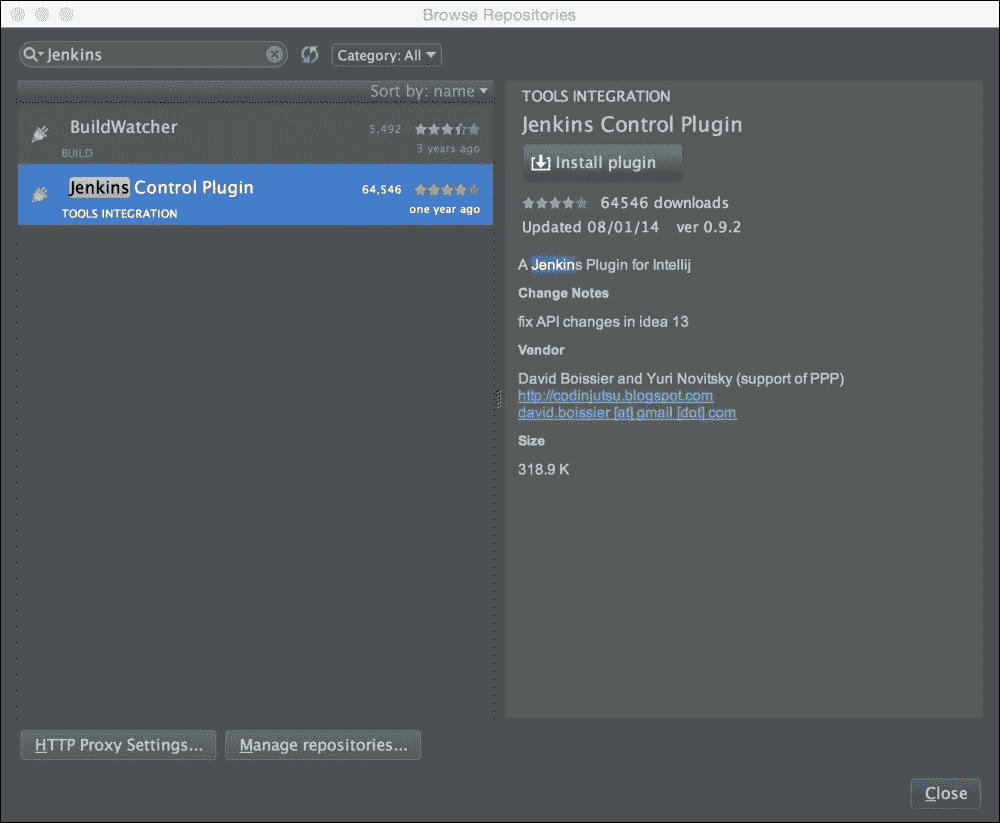 Browse Repositories
Jenkins
Category: All
Sort by: name
BuildWatcher 5,492
BUILD 3 years ago
Jenkins Control Plugin 64,546
TOOLS INTEGRATION one year ago
TOOLS INTEGRATION
Jenkins Control Plugin
Install plugin
64546 downloads
Updated 08/01/14 ver 0.9.2
A Jenkins Plugin for Intellij
Change Notes
fix API changes in idea 13
Vendor
David Boissier and Yuri Novitsky (support of PPP)
http://codinjutsu.blogspot.com
david.boissier [at] gmail [dot] com
Size
318.9 K
HTTP Proxy Settings...
Manage repositories...
Close